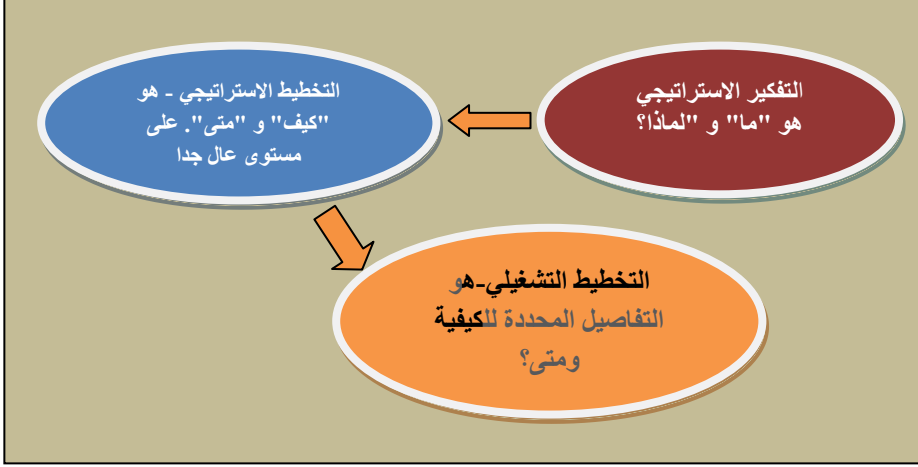 التفكير الاستراتيجي
هو "ما" و "لماذا؟
التخطيط الاستراتيجي - هو
"كيف" و "متى". على
مستوى عال جدا
التخطيط التشغيلي-هو
التفاصيل المحددة للكيفية
ومتى؟